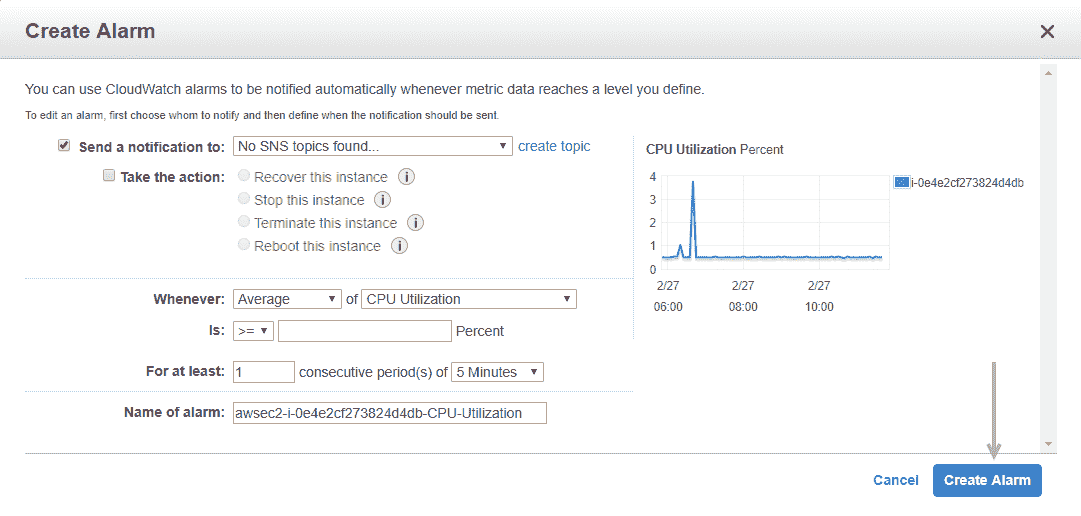 Create Alarm
You can use CloudWatch alarms to be notified automatically whenever metric data reaches a level you define.
To edit an alarm, first choose whom to notify and then define when the notification should be sent.
Send a notification to: No SNS topics found... create topic
Take the action: Recover this instance i
Stop this instance i
Terminate this instance i
Reboot this instance i
Whenever: Average of CPU Utilization
Is: >= Percent
For at least: 1 consecutive period(s) of 5 Minutes
Name of alarm: awsec2-i-0e4e2cf273824d4db-CPU-Utilization
CPU Utilization Percent
4
3
2
1
0
2/27 2/27 2/27
06:00 08:00 10:00
i-0e4e2cf273824d4db
Cancel Create Alarm